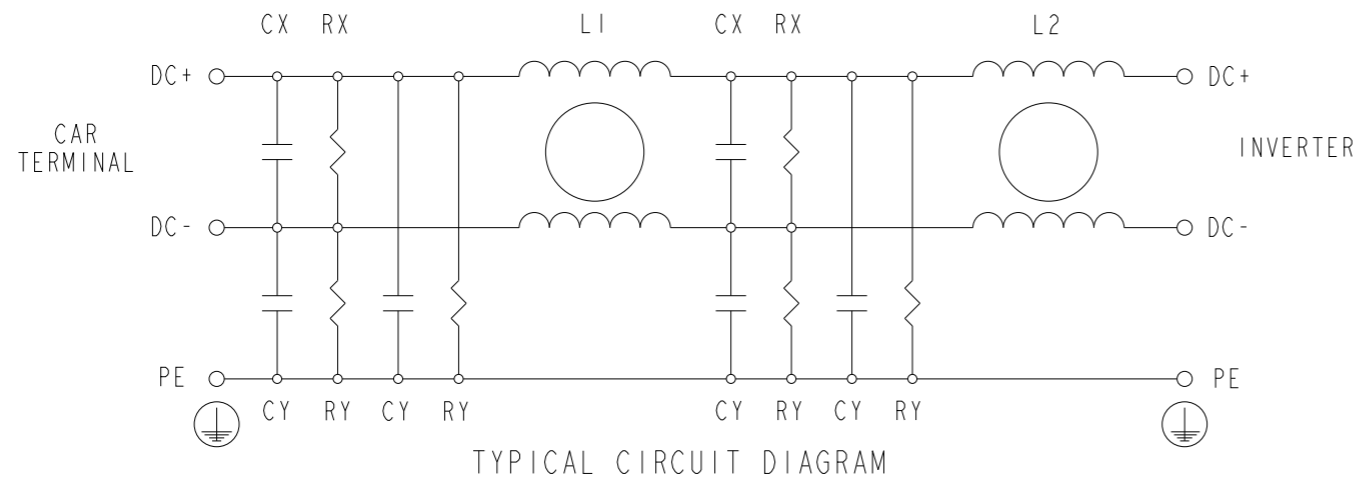 CX RX L1 CX RX L2
DC+ DC+
CAR
TERMINAL
INVERTER
DC- DC-
PE PE
CY RY CY RY CY RY CY RY
TYPICAL CIRCUIT DIAGRAM